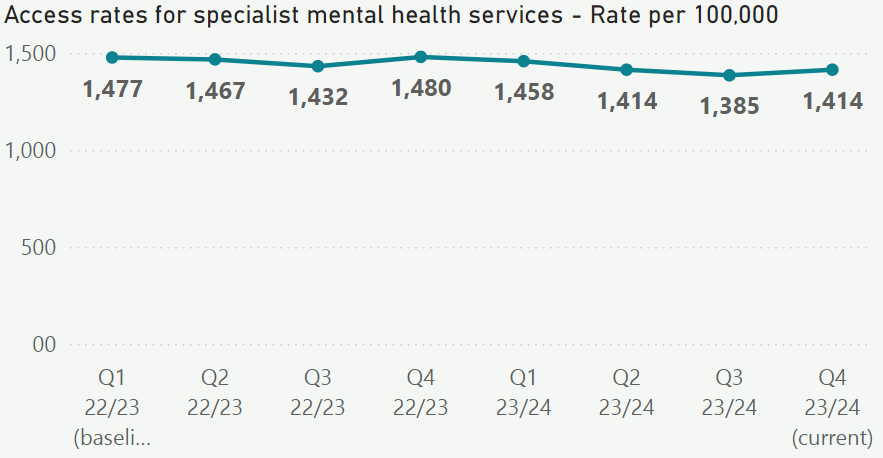 Access rates for specialist mental health services - Rate per 100,000
1,500
1,477 1,467 1,432 1,480 1,458 1,414 1,385 1,414
1,000
500
00
Q1 Q2 Q3 Q4 Q1 Q2 Q3 Q4
22/23 22/23 22/23 22/23 23/24 23/24 23/24 23/24
(baseli... (current)